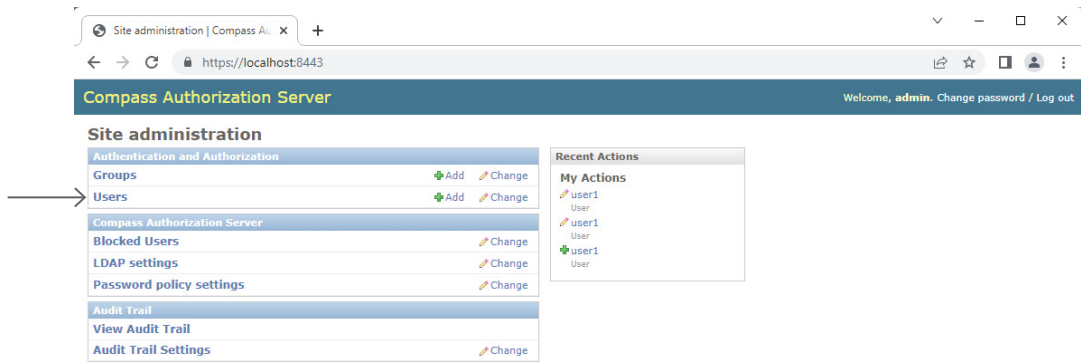 Site administration | Compass Au
https://localhost:8443
Compass Authorization Server
Welcome, admin. Change password / Log out
Site administration
Authentication and Authorization
Groups Add Change
Users Add Change
Compass Authorization Server
Blocked Users Change
LDAP settings Change
Password policy settings Change
Audit Trail
View Audit Trail
Audit Trail Settings Change
Recent Actions
My Actions
user1
User
user1
User
user1
User